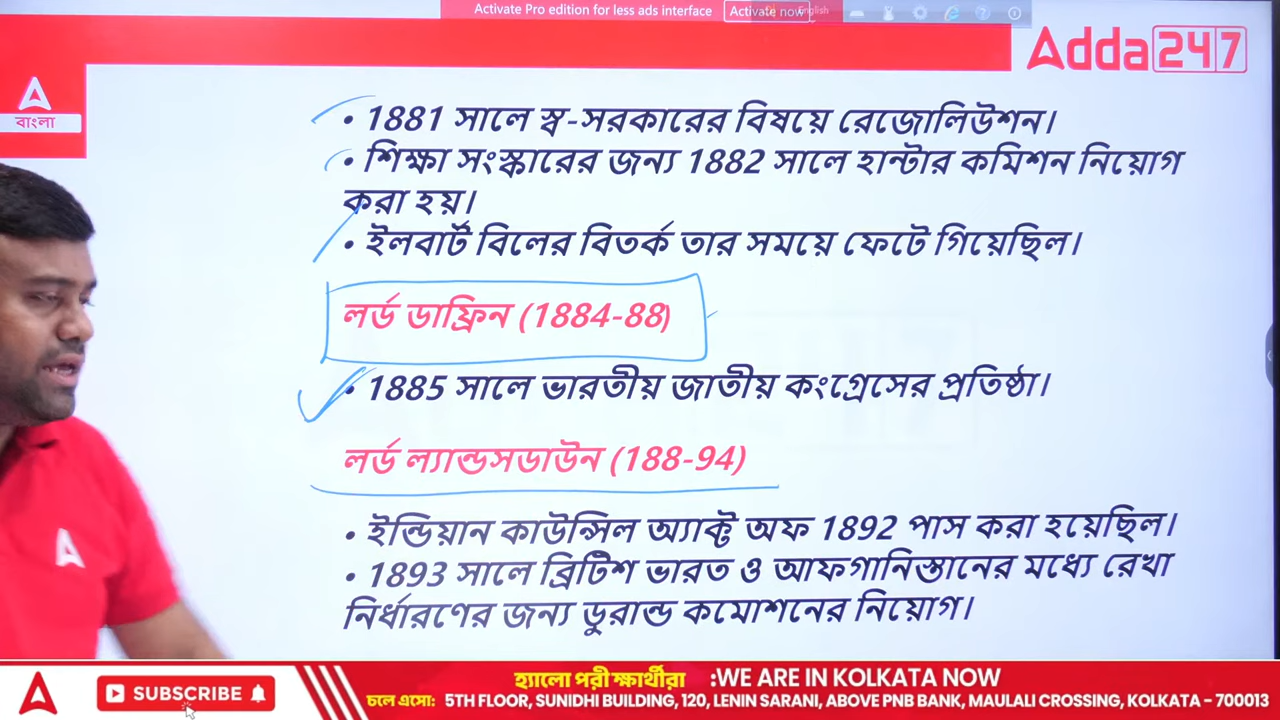 Activate Pro edition for less ads interface Activate now English
Adda 247
বাংলা
• 1881 সালে স্ব-সরকারের বিষয়ে রেজোলিউশন।
• শিক্ষা সংস্কারের জন্য 1882 সালে হান্টার কমিশন নিয়োগ
করা হয়।
• ইলবার্ট বিলের বিতর্ক তার সময়ে ফেটে গিয়েছিল।
লর্ড ডাফ্রিন (1884-88)
• 1885 সালে ভারতীয় জাতীয় কংগ্রেসের প্রতিষ্ঠা।
লর্ড ল্যান্ডসডাউন (188-94)
• ইন্ডিয়ান কাউন্সিল অ্যাক্ট অফ 1892 পাস করা হয়েছিল।
• 1893 সালে ব্রিটিশ ভারত ও আফগানিস্তানের মধ্যে রেখা
নির্ধারণের জন্য ডুরান্ড কমোশনের নিয়োগ।
হ্যালো পরীক্ষার্থীরা :WE ARE IN KOLKATA NOW
SUBSCRIBE
চলে এসো: 5TH FLOOR, SUNIDHI BUILDING, 120, LENIN SARANI, ABOVE PNB BANK, MAULALI CROSSING, KOLKATA - 700013